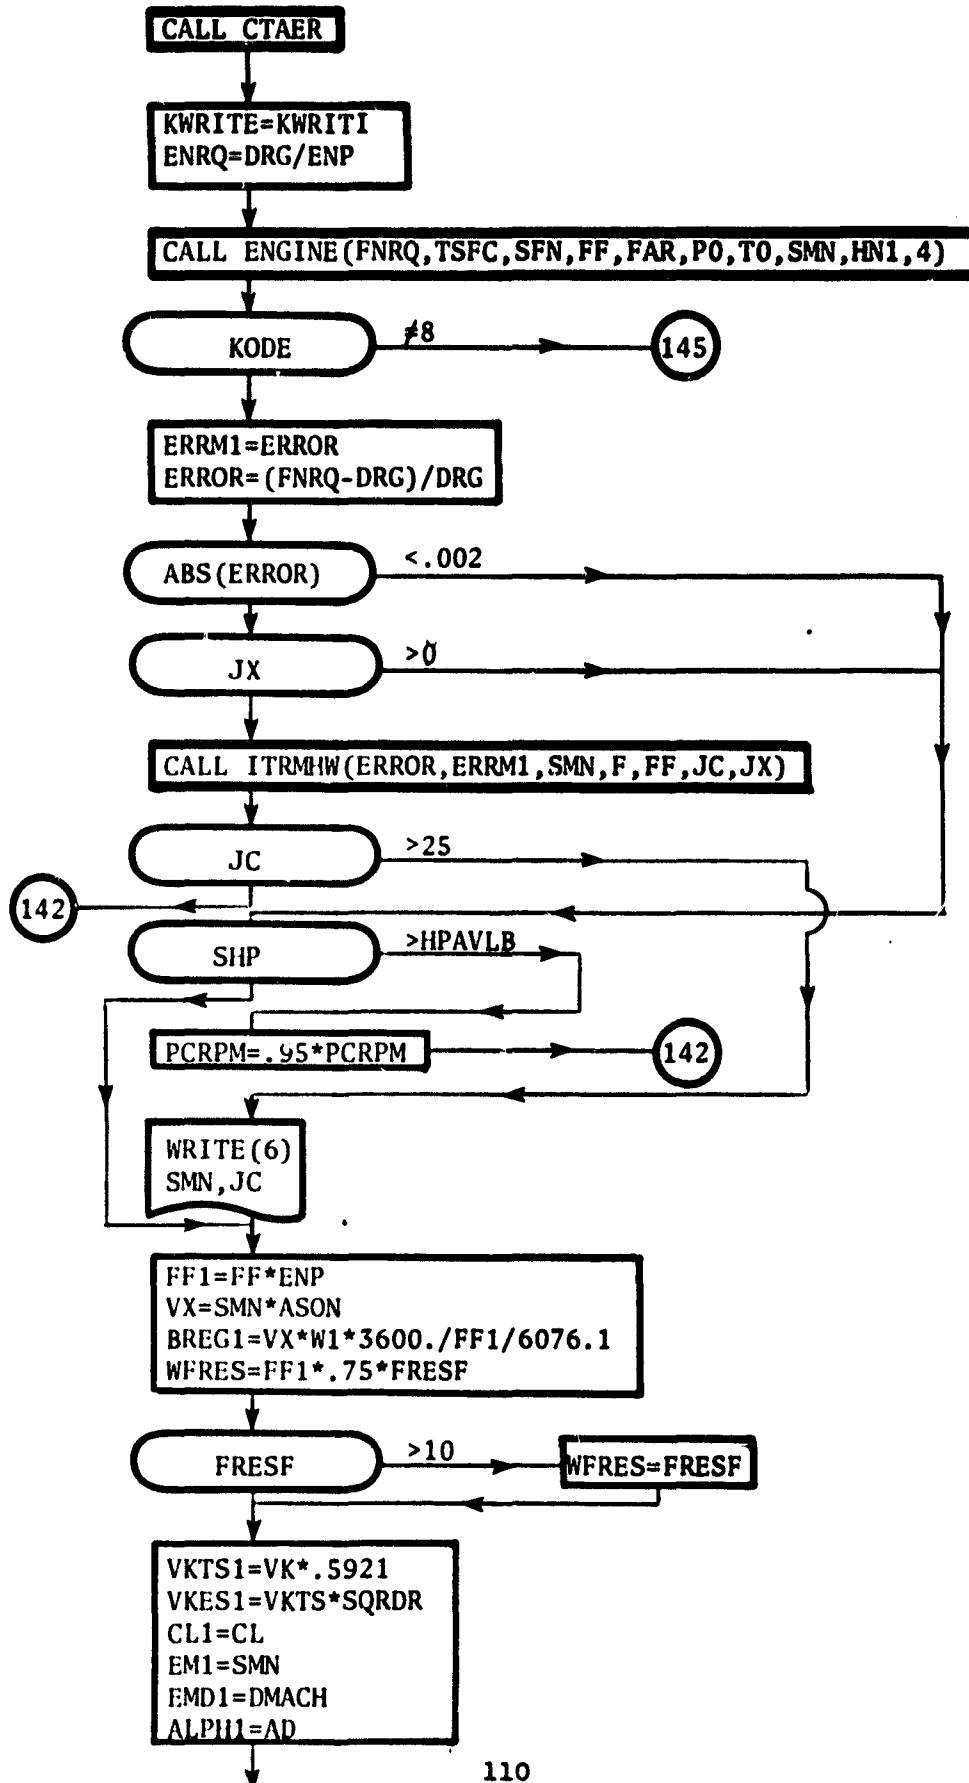 CALL CTAER
KWRITE=KWRITI
ENRQ=DRG/ENP
CALL ENGINE(FNRQ,TSFC,SFN,FF,FAR,PO,TO,SMN,HN1,4)
KODE
≠8
145
ERRM1=ERROR
ERROR=(FNRQ-DRG)/DRG
ABS(ERROR)
<.002
JX
>0
CALL ITRMHW(ERROR,ERRM1,SMN,F,FF,JC,JX)
JC
>25
142
SHP
>HPAVLB
PCRPM=.95*PCRPM
142
WRITE(6)
SMN,JC
FF1=FF*ENP
VX=SMN*ASON
BREG1=VX*W1*3600./FF1/6076.1
WFRES=FF1*.75*FRESF
FRESF
>10
WFRES=FRESF
VKTS1=VK*.5921
VKES1=VKTS*SQRDR
CL1=CL
EM1=SMN
EMD1=DMACH
ALPH1=AD
110